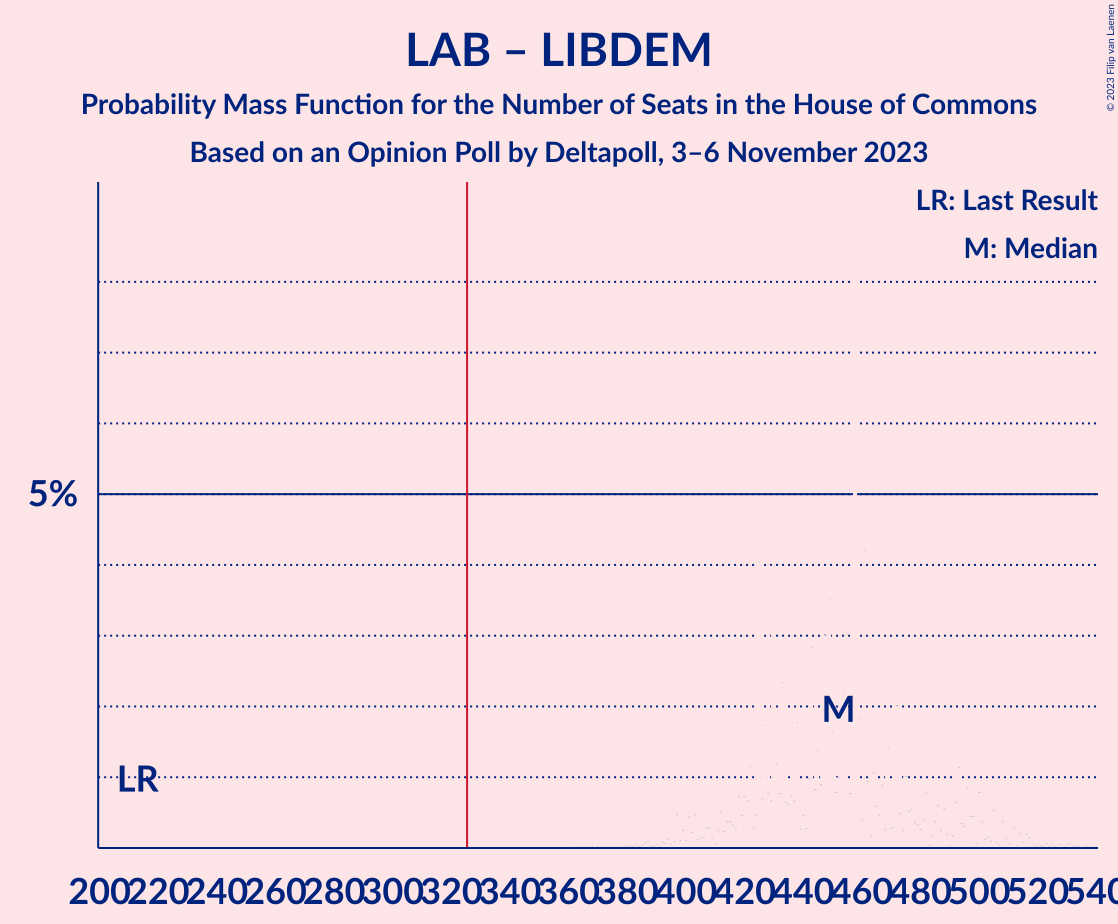 LAB – LIBDEM
Probability Mass Function for the Number of Seats in the House of Commons
Based on an Opinion Poll by Deltapoll, 3–6 November 2023
© 2023 Filip van Laenen
LR: Last Result
M: Median
5%
M
LR
200 220 240 260 280 300 320 340 360 380 400 420 440 460 480 500 520 540